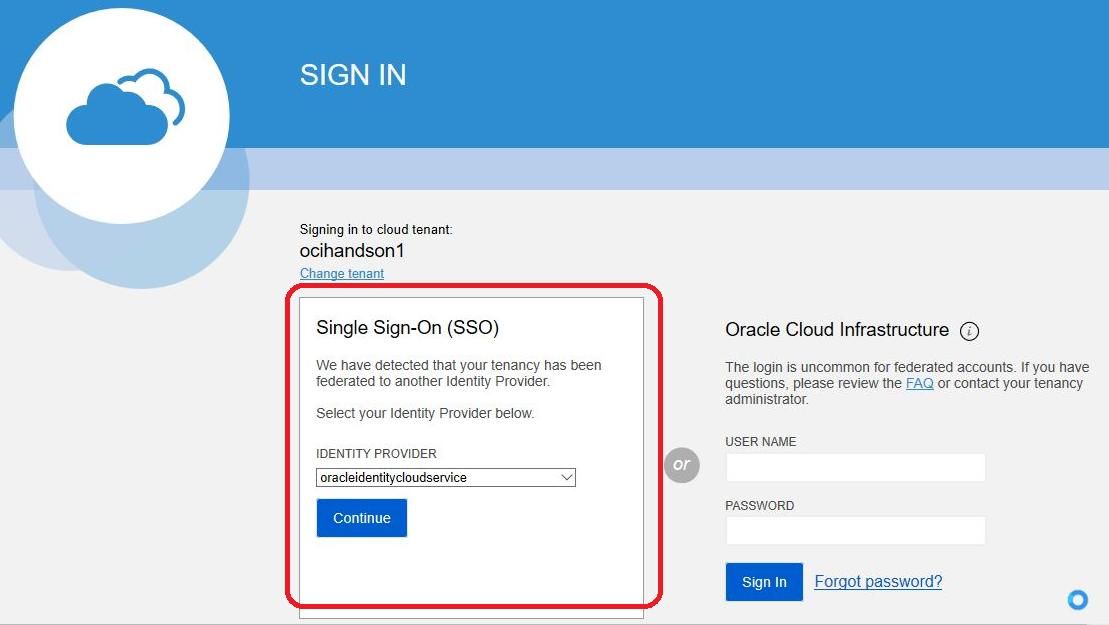 SIGN IN
Signing in to cloud tenant:
ocihandson1
Change tenant
Single Sign-On (SSO)
We have detected that your tenancy has been
federated to another Identity Provider.
Select your Identity Provider below.
IDENTITY PROVIDER
oracleidentitycloudservice
Continue
or
Oracle Cloud Infrastructure i
The login is uncommon for federated accounts. If you have
questions, please review the FAQ or contact your tenancy
administrator.
USER NAME
PASSWORD
Sign In Forgot password?